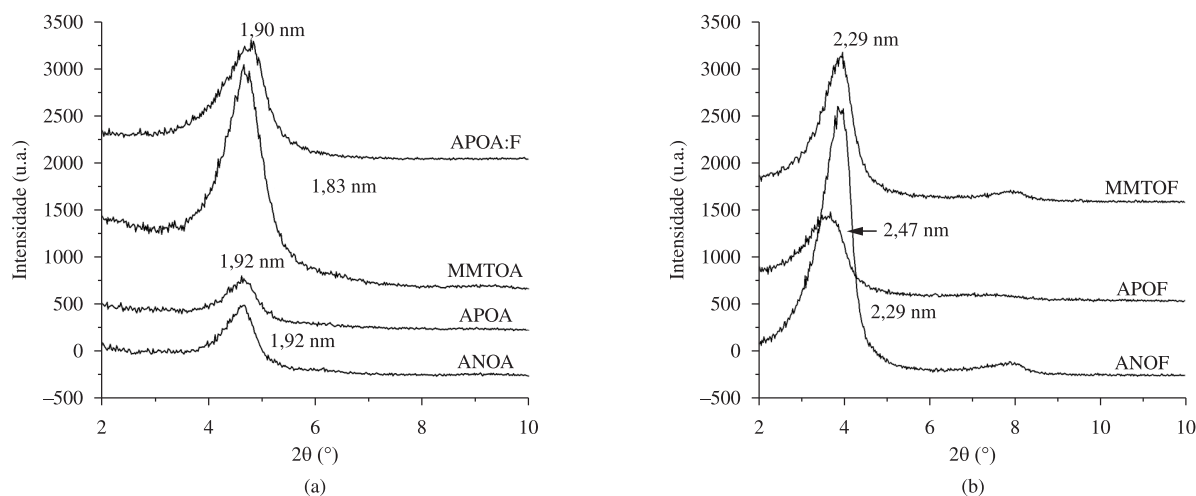 3500
3000
2500
2000
1500
1000
500
0
–500
Intensidade (u.a.)
1,90 nm
APOA:F
1,83 nm
MMTOA
1,92 nm
APOA
1,92 nm
ANOA
2
4
6
8
10
2θ (°)
(a)
3500
3000
2500
2000
1500
1000
500
0
–500
Intensidade (u.a.)
2,29 nm
MMTOF
2,47 nm
APOF
2,29 nm
ANOF
2
4
6
8
10
10
2θ (°)
(b)